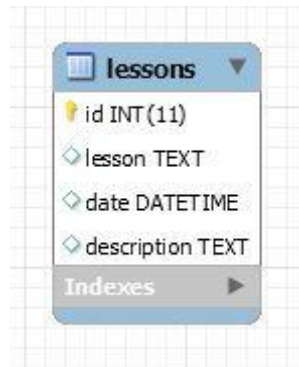 lessons
id INT(11)
lesson TEXT
date DATETIME
description TEXT
Indexes